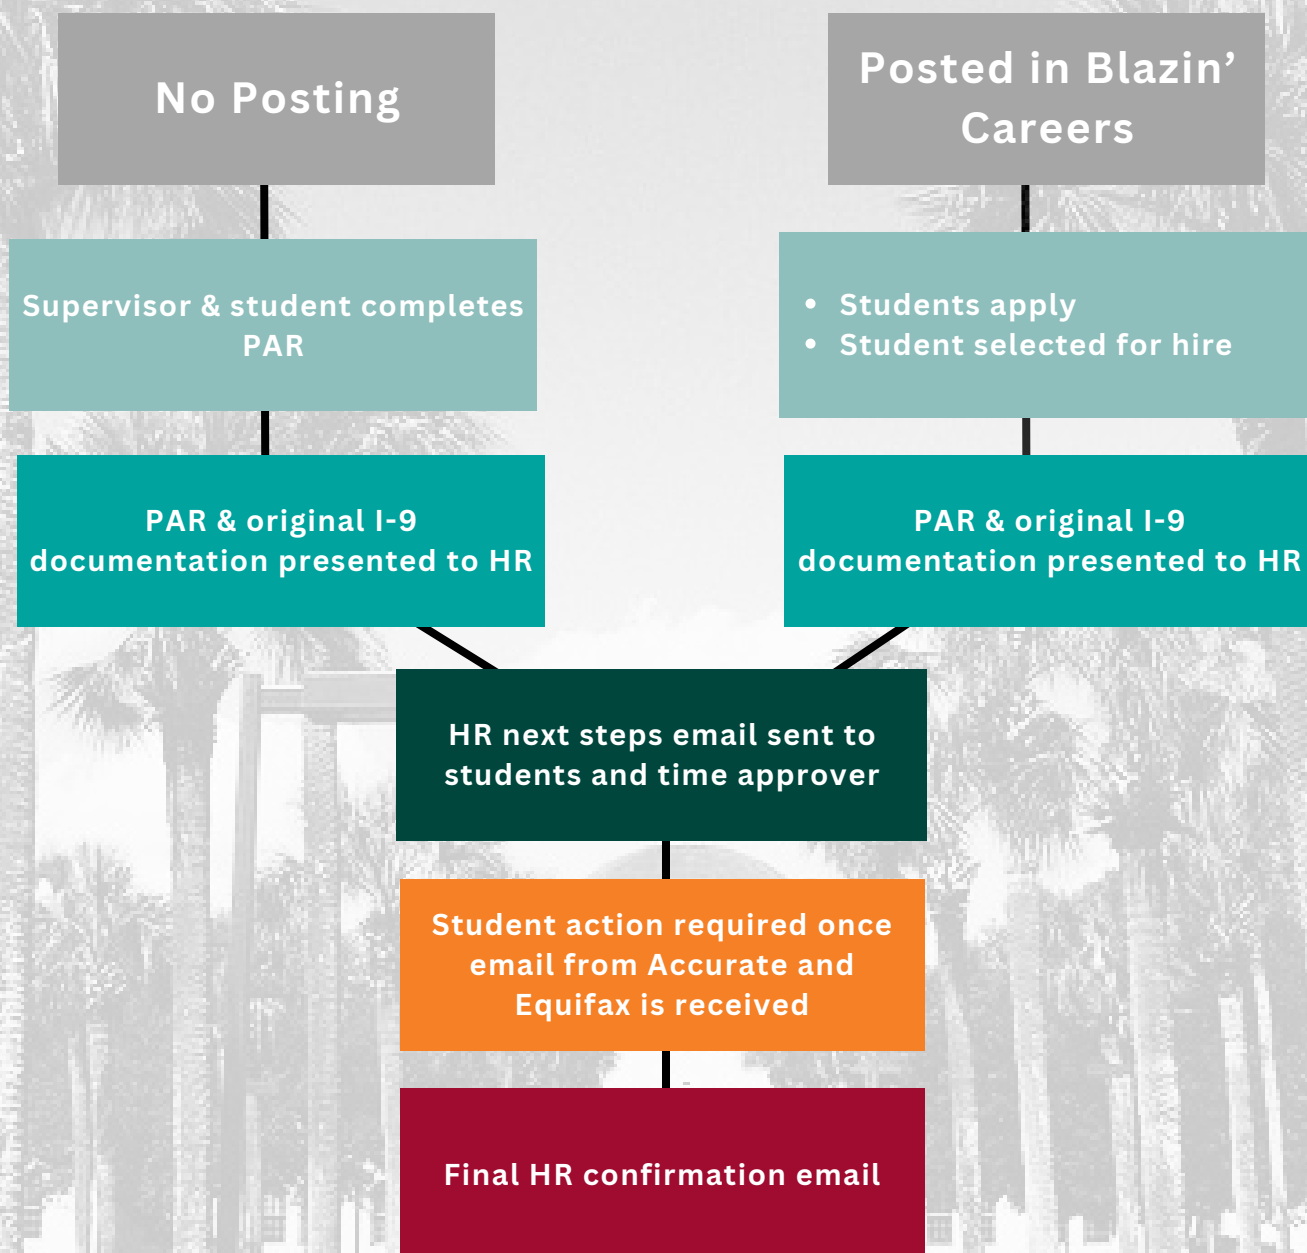 No Posting
Posted in Blazin’
Careers
Supervisor & student completes
PAR
• Students apply
• Student selected for hire
PAR & original I-9
documentation presented to HR
PAR & original I-9
documentation presented to HR
HR next steps email sent to
students and time approver
Student action required once
email from Accurate and
Equifax is received
Final HR confirmation email